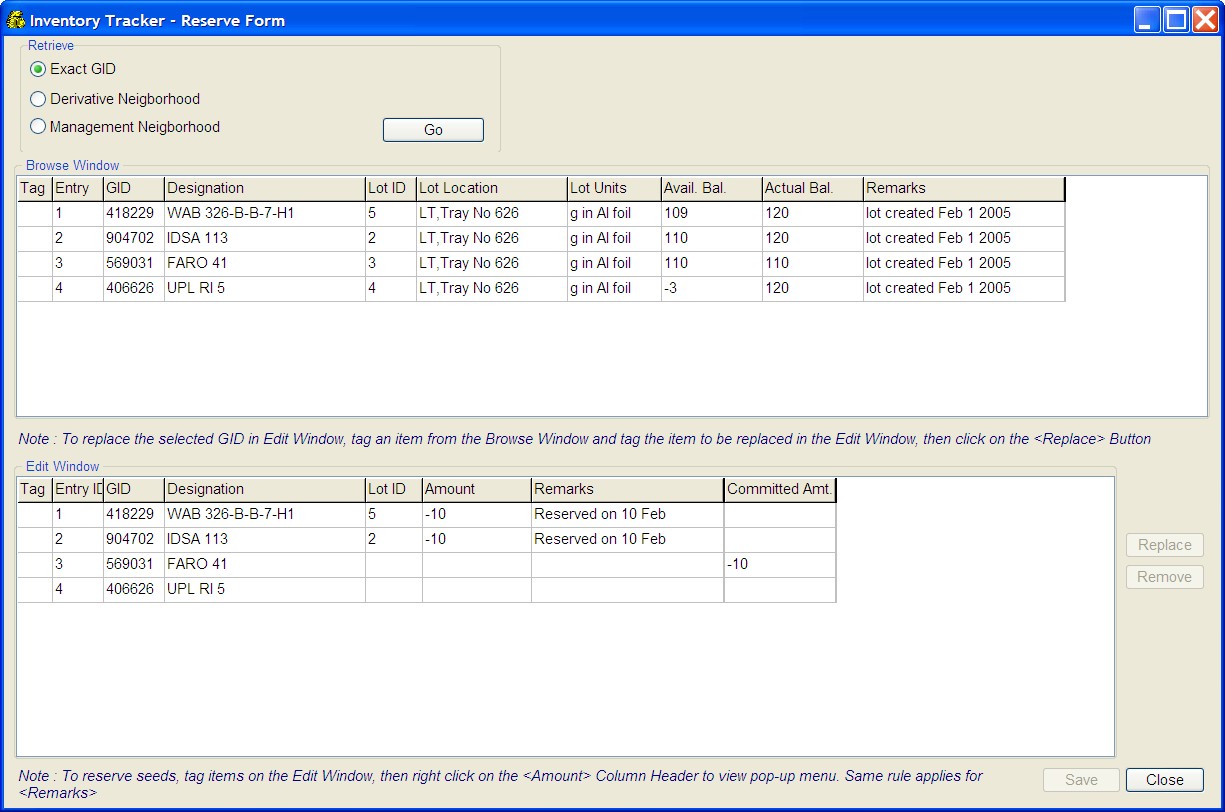 Inventory Tracker - Reserve Form
Retrieve
Exact GID
Derivative Neigborhood
Management Neigborhood
Go
Browse Window
Tag Entry GID Designation Lot ID Lot Location Lot Units Avail. Bal. Actual Bal. Remarks
1 418229 WAB 326-B-B-7-H1 5 LT,Tray No 626 g in Al foil 109 120 lot created Feb 1 2005
2 904702 IDSA 113 2 LT,Tray No 626 g in Al foil 110 120 lot created Feb 1 2005
3 569031 FARO 41 3 LT,Tray No 626 g in Al foil 110 110 lot created Feb 1 2005
4 406626 UPL RI 5 4 LT,Tray No 626 g in Al foil -3 120 lot created Feb 1 2005
Note : To replace the selected GID in Edit Window, tag an item from the Browse Window and tag the item to be replaced in the Edit Window, then click on the <Replace> Button
Edit Window
Tag Entry ID GID Designation Lot ID Amount Remarks Committed Amt.
1 418229 WAB 326-B-B-7-H1 5 -10 Reserved on 10 Feb
2 904702 IDSA 113 2 -10 Reserved on 10 Feb
3 569031 FARO 41 -10
4 406626 UPL RI 5
Replace
Remove
Note : To reserve seeds, tag items on the Edit Window, then right click on the <Amount> Column Header to view pop-up menu. Same rule applies for
<Remarks>
Save
Close